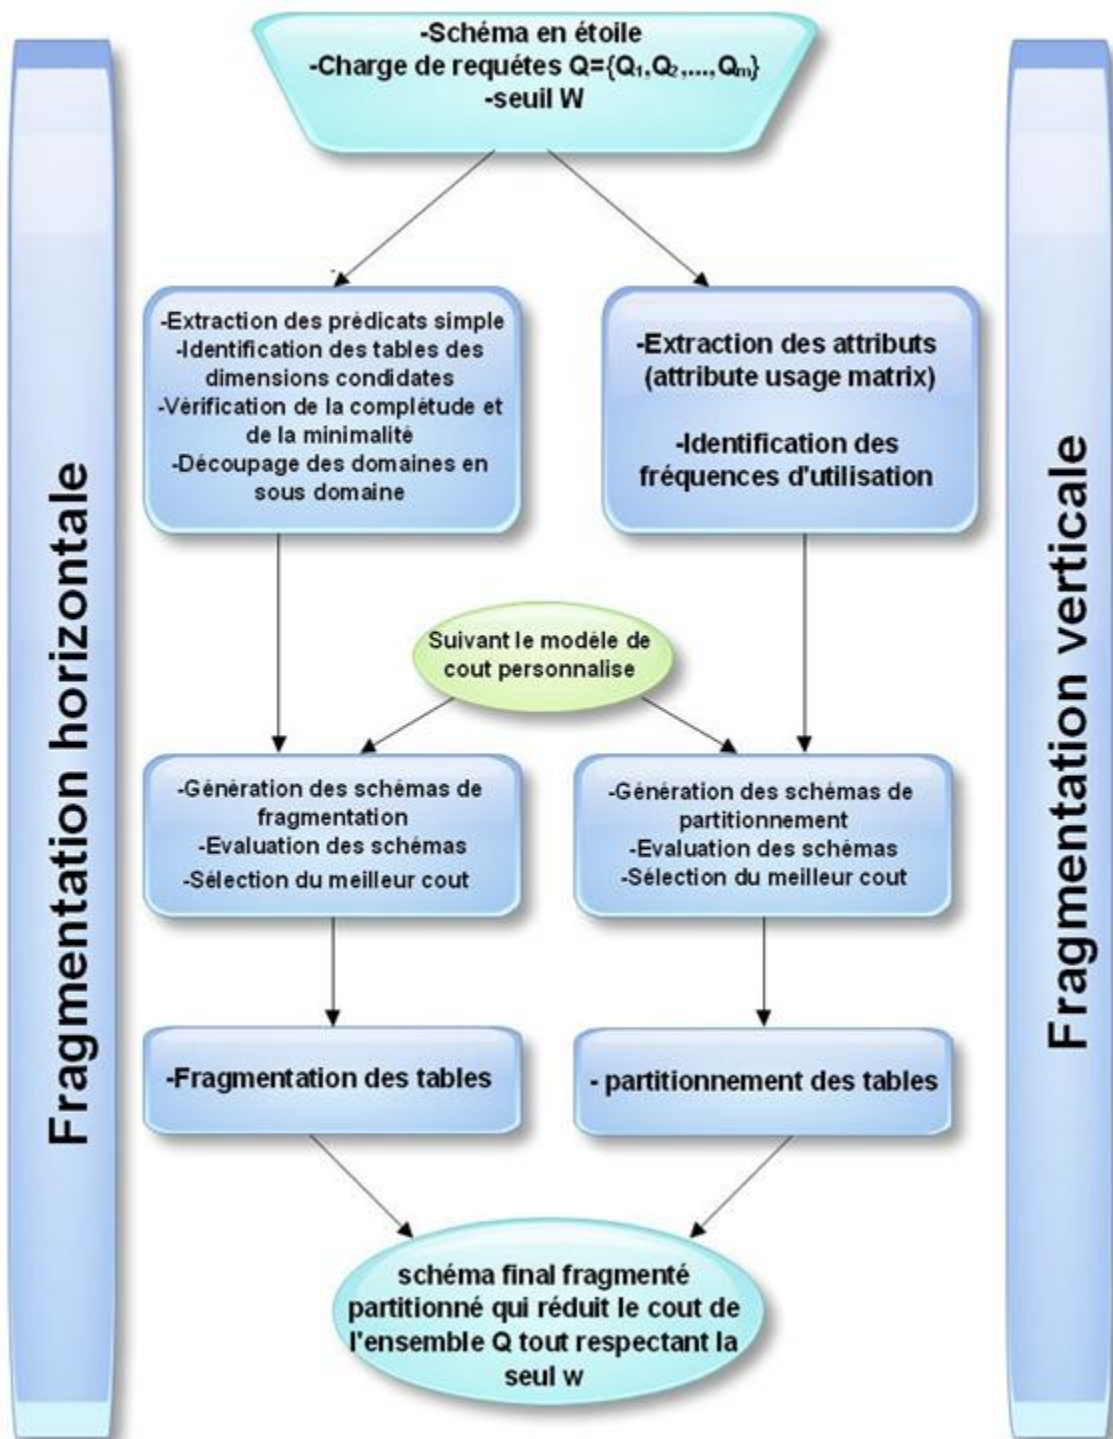 -Schéma en étoile
-Charge de requétes Q={Q₁,Q₂,...,Qₘ}
-seuil W
Fragmentation horizontale
-Extraction des prédicats simple
-Identification des tables des
dimensions condidates
-Vérification de la complétude et
de la minimalité
-Découpage des domaines en
sous domaine
-Extraction des attributs
(attribute usage matrix)
-Identification des
fréquences d'utilisation
Fragmentation verticale
Suivant le modèle de
cout personnalise
-Génération des schémas de
fragmentation
-Evaluation des schémas
-Sélection du meilleur cout
-Génération des schémas de
partitionnement
-Evaluation des schémas
-Sélection du meilleur cout
-Fragmentation des tables
- partitionnement des tables
schéma final fragmenté
partitionné qui réduit le cout de
l'ensemble Q tout respectant la
seul w